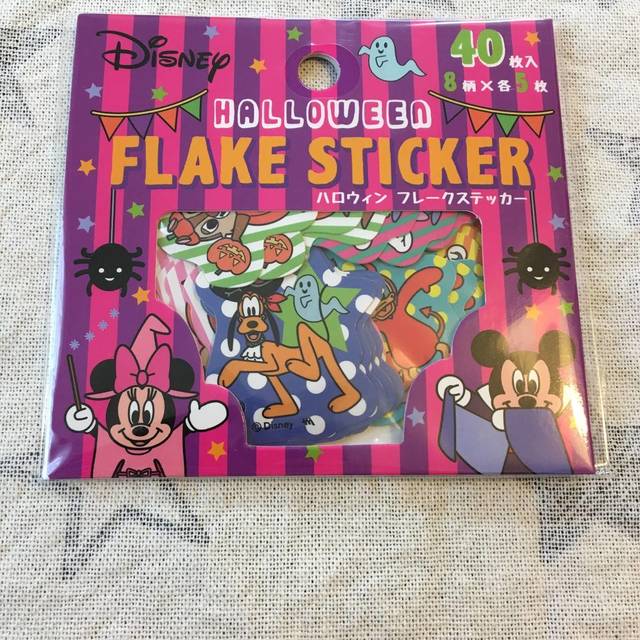 Disney
40枚入
8柄×各5枚
HALLOWEEN
FLAKE STICKER
ハロウィン フレークステッカー
©Disney